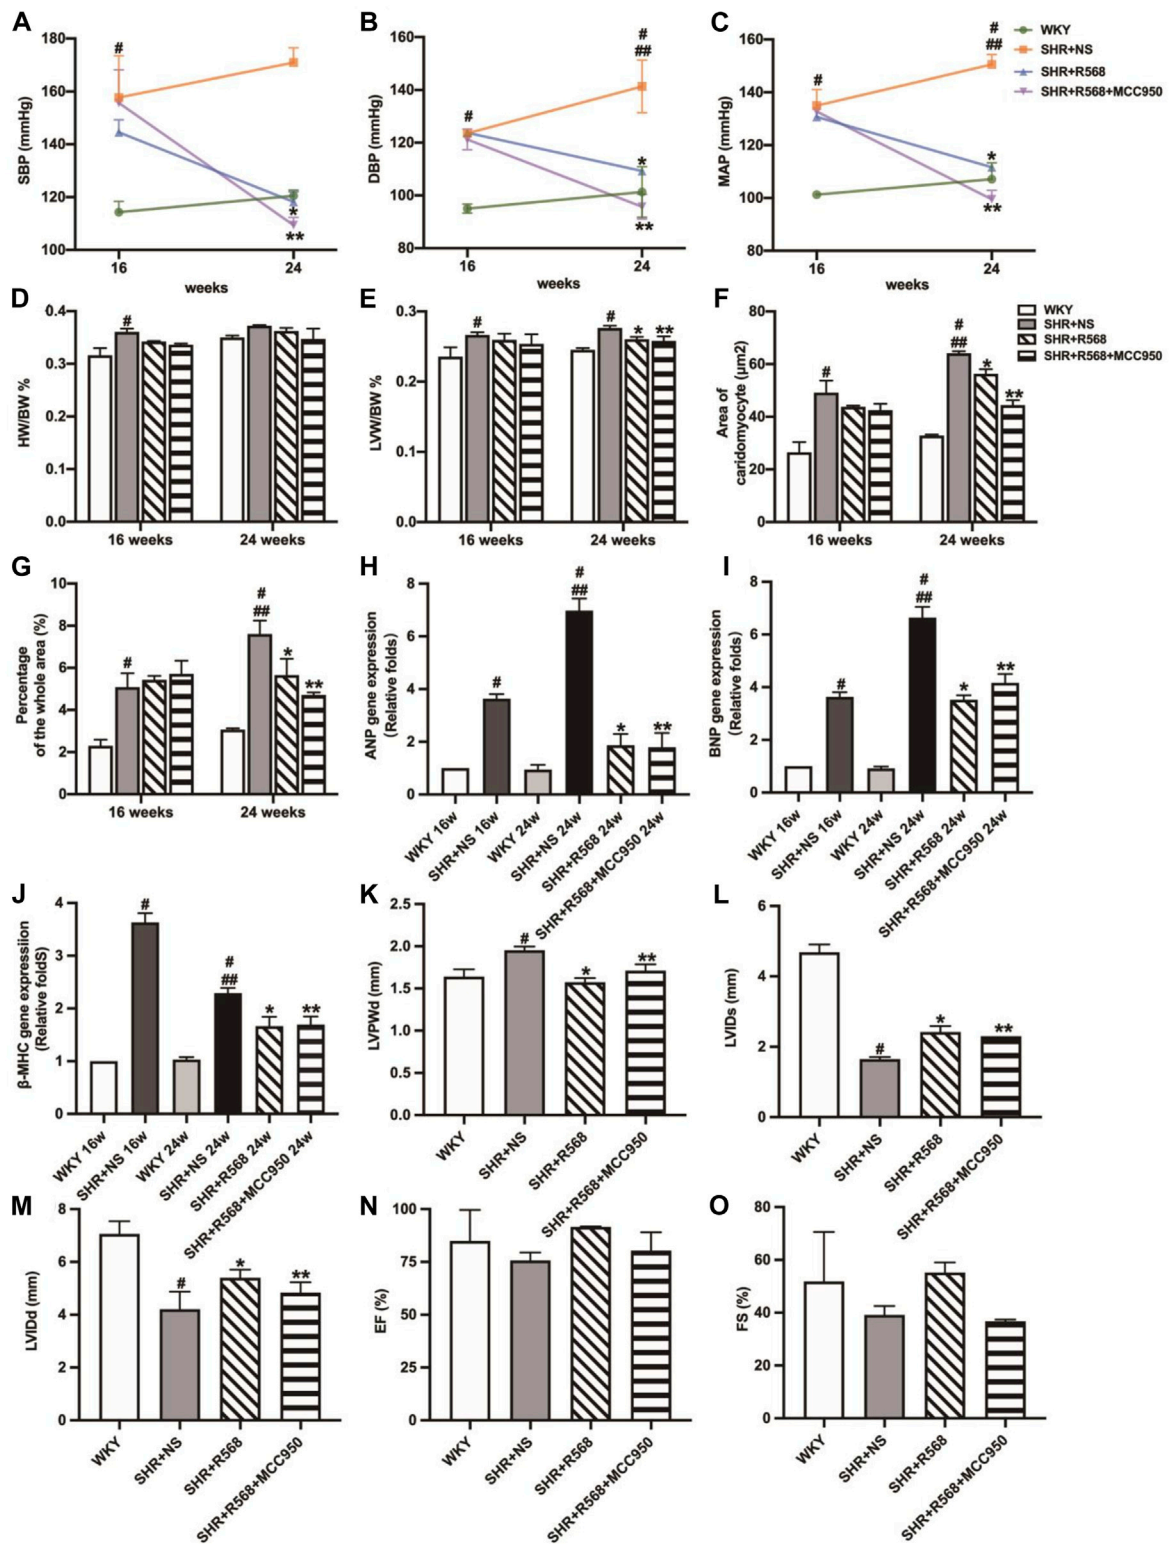 A
SBP (mmHg)
180
160
140
120
100
#
*
**
16
24
weeks
B
DBP (mmHg)
160
140
120
100
80
#
#
##
*
**
16
24
weeks
C
MAP (mmHg)
160
140
120
100
80
#
#
##
*
**
16
24
WKY
SHR+NS
SHR+R568
SHR+R568+MCC950
D
HW/BW %
0.4
0.3
0.2
0.1
0.0
#
16 weeks
24 weeks
E
LVW/BW %
0.3
0.2
0.1
0.0
#
#
*
**
16 weeks
24 weeks
F
Area of
caridomyocyte (μm2)
80
60
40
20
0
#
#
##
*
**
16 weeks
24 weeks
WKY
SHR+NS
SHR+R568
SHR+R568+MCC950
G
Percentage
of the whole area (%)
10
8
6
4
2
0
#
#
##
*
**
16 weeks
24 weeks
H
ANP gene expression
(Relative folds)
8
6
4
2
0
#
#
##
*
**
WKY 16w
SHR+NS 16w
WKY 24w
SHR+NS 24w
SHR+R568 24w
SHR+R568+MCC950 24w
I
BNP gene expression
(Relative folds)
8
6
4
2
0
#
#
##
*
**
WKY 16w
SHR+NS 16w
WKY 24w
SHR+NS 24w
SHR+R568 24w
SHR+R568+MCC950 24w
J
β-MHC gene expressiion
(Relative foldS)
4
3
2
1
0
#
#
##
*
**
WKY 16w
SHR+NS 16w
WKY 24w
SHR+NS 24w
SHR+R568 24w
SHR+R568+MCC950 24w
K
LVPWd (mm)
2.5
2.0
1.5
1.0
0.5
0.0
#
*
**
WKY
SHR+NS
SHR+R568
SHR+R568+MCC950
L
LVIDs (mm)
6
4
2
0
#
*
**
WKY
SHR+NS
SHR+R568
SHR+R568+MCC950
M
LVIDd (mm)
8
6
4
2
0
#
*
**
WKY
SHR+NS
SHR+R568
SHR+R568+MCC950
N
EF (%)
100
75
50
25
0
WKY
SHR+NS
SHR+R568
SHR+R568+MCC950
O
FS (%)
80
60
40
20
0
WKY
SHR+NS
SHR+R568
SHR+R568+MCC950